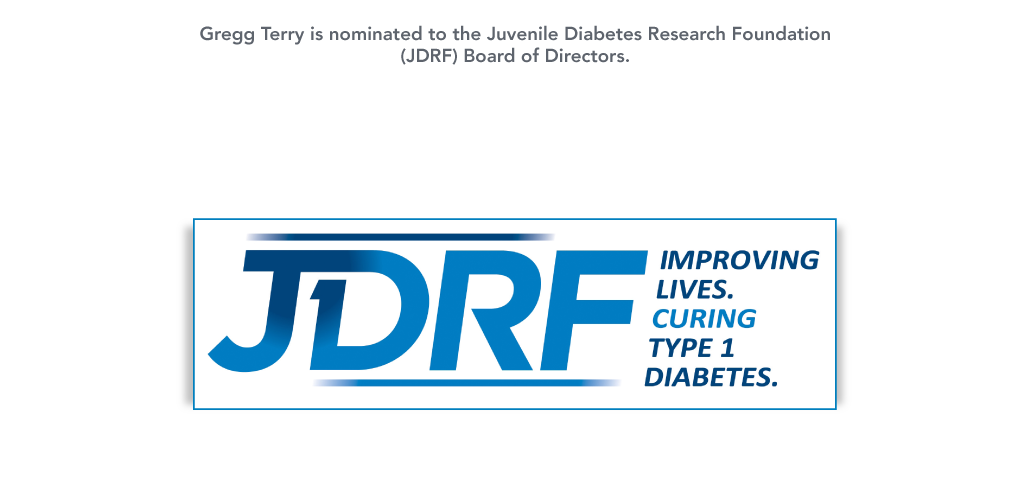 Gregg Terry is nominated to the Juvenile Diabetes Research Foundation
(JDRF) Board of Directors.
JDRF
IMPROVING
LIVES.
CURING
TYPE 1
DIABETES.